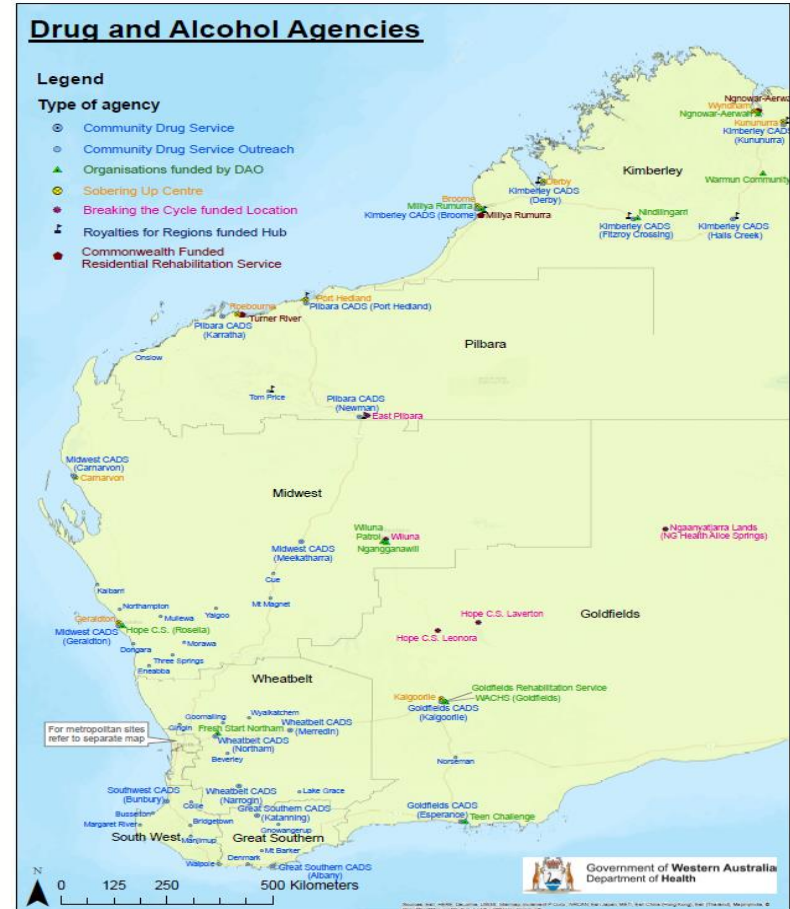 Drug and Alcohol Agencies
Legend
Type of agency
Community Drug Service
Community Drug Service Outreach
Organisations funded by DAO
Sobering Up Centre
Breaking the Cycle funded Location
Royalties for Regions funded Hub
Commonwealth Funded
Residential Rehabilitation Service
Wyndham
Ngnowar-Aerwah
Kununurra
Kimberley CADS
(Kununurra)
Kimberley
Warmun Community
Derby
Kimberley CADS
(Derby)
Broome
Milliya Rumurra
Kimberley CADS (Broome)
Milliya Rumurra
Nindilingarri
Kimberley CADS
(Fitzroy Crossing)
Kimberley CADS
(Halls Creek)
Port Hedland
Pilbara CADS (Port Hedland)
Roebourne
Turner River
Pilbara CADS
(Karratha)
Pilbara
Onslow
Tom Price
Pilbara CADS
(Newman)
East Pilbara
Midwest CADS
(Carnarvon)
Carnarvon
Midwest
Wiluna
Patrol
Wiluna
Ngangganawili
Ngaanyatjarra Lands
(NG Health Alice Springs)
Midwest CADS
(Meekatharra)
Cue
Mt Magnet
Kalbarri
Northampton
Mullewa
Yalgoo
Geraldton
Hope C.S. (Rosella)
Midwest CADS
(Geraldton)
Morawa
Dongara
Three Springs
Eneabba
Hope C.S. Laverton
Hope C.S. Leonora
Goldfields
Wheatbelt
Goldfields Rehabilitation Service
WACHS (Goldfields)
Kalgoorlie
Goldfields CADS
(Kalgoorlie)
Goomalling
Wyalkatchem
Gingin
Fresh Start Northam
Wheatbelt CADS
(Merredin)
Wheatbelt CADS
(Northam)
Beverley
For metropolitan sites
refer to separate map
Norseman
Southwest CADS
(Bunbury)
Wheatbelt CADS
(Narrogin)
Lake Grace
Collie
Busselton
Great Southern CADS
(Katanning)
Margaret River
Bridgetown
Gnowangerup
Goldfields CADS
(Esperance)
Teen Challenge
South West
Manjimup
Great Southern
Mt Barker
Denmark
Walpole
Great Southern CADS
(Albany)
N
0 125 250 500 Kilometers
Government of Western Australia
Department of Health